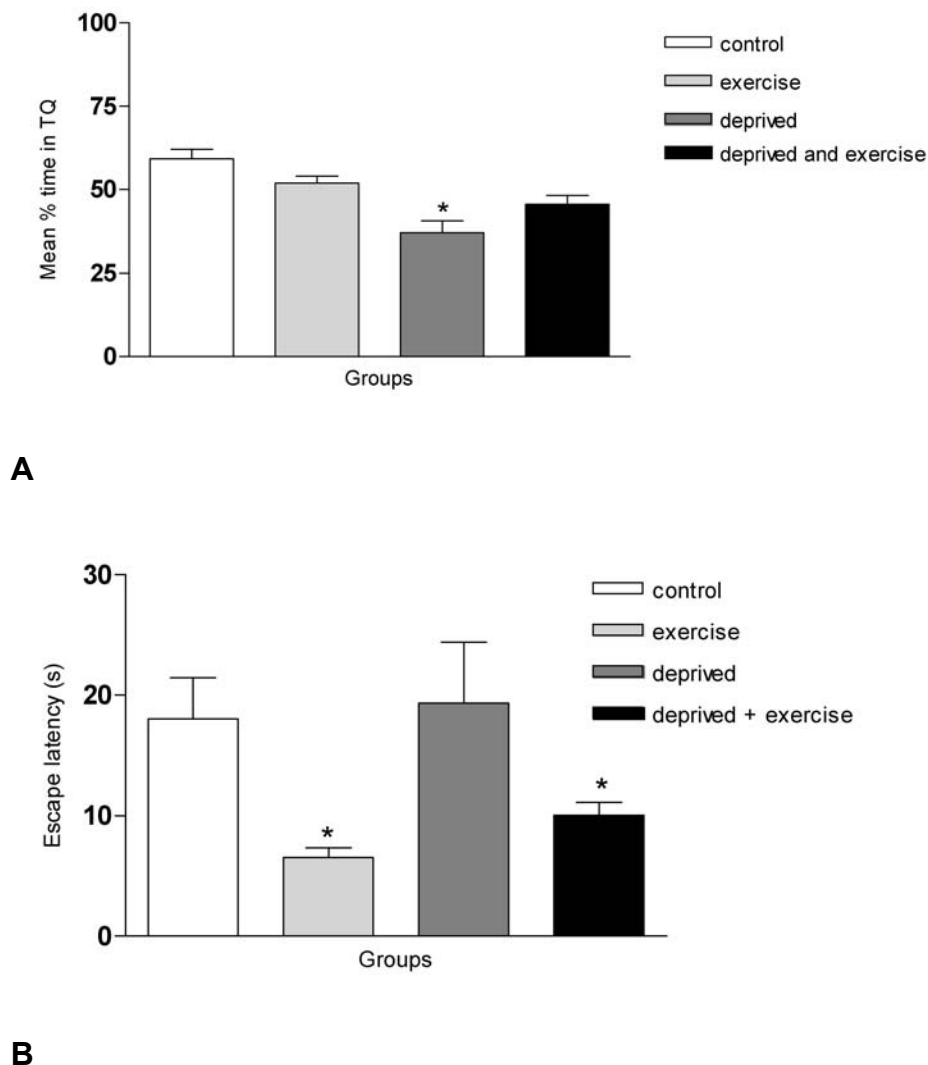 100
75
50
25
0
Mean % time in TQ
*
Groups
control
exercise
deprived
deprived and exercise
A
30
20
10
0
Escape latency (s)
*
*
Groups
control
exercise
deprived
deprived + exercise
B